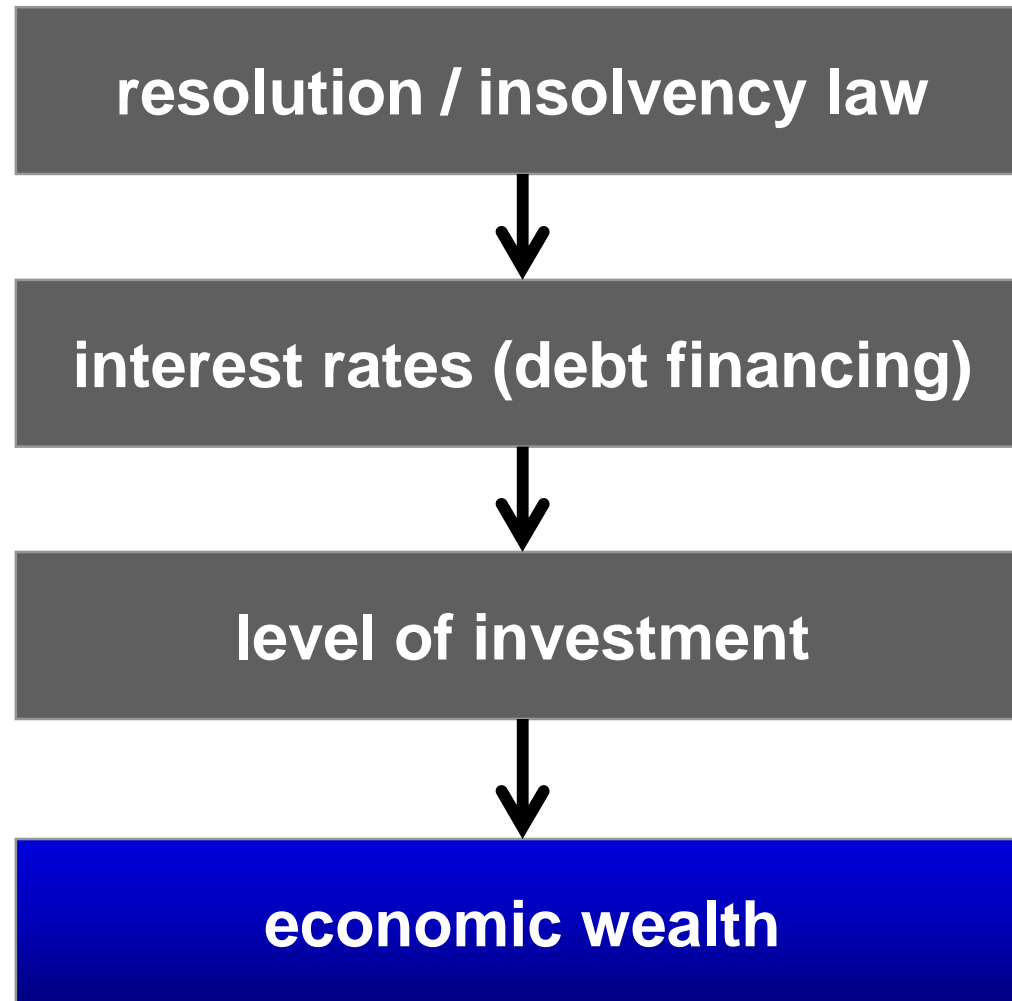 resolution / insolvency law
interest rates (debt financing)
level of investment
economic wealth